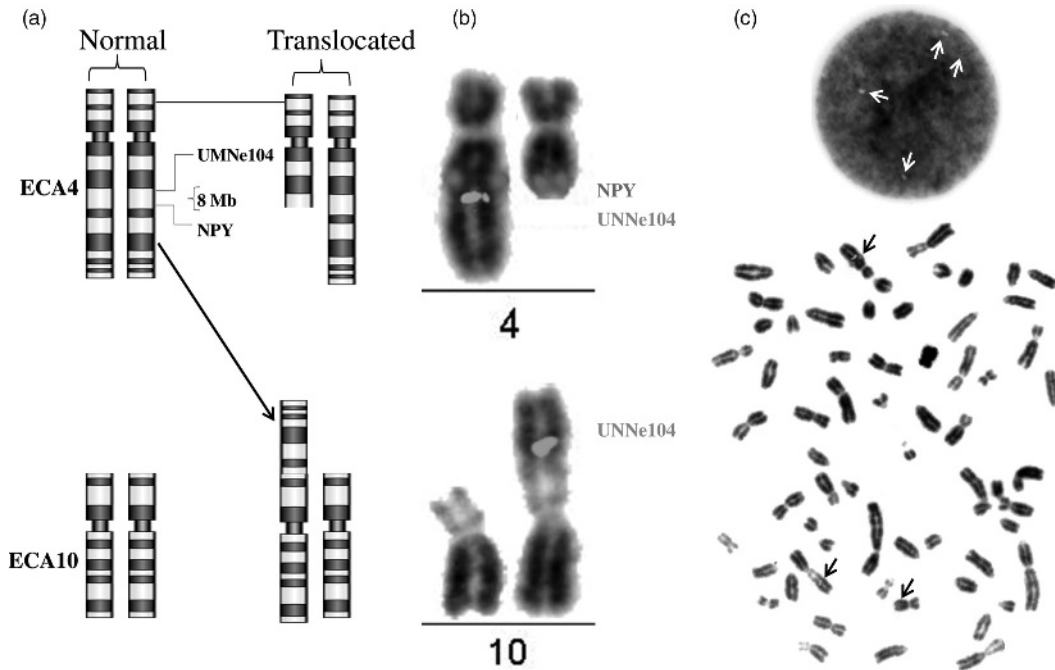 (a)
Normal
Translocated
UMNe104
ECA4
8 Mb
NPY
ECA10
(b)
NPY
UNNe104
4
UNNe104
10
(c)